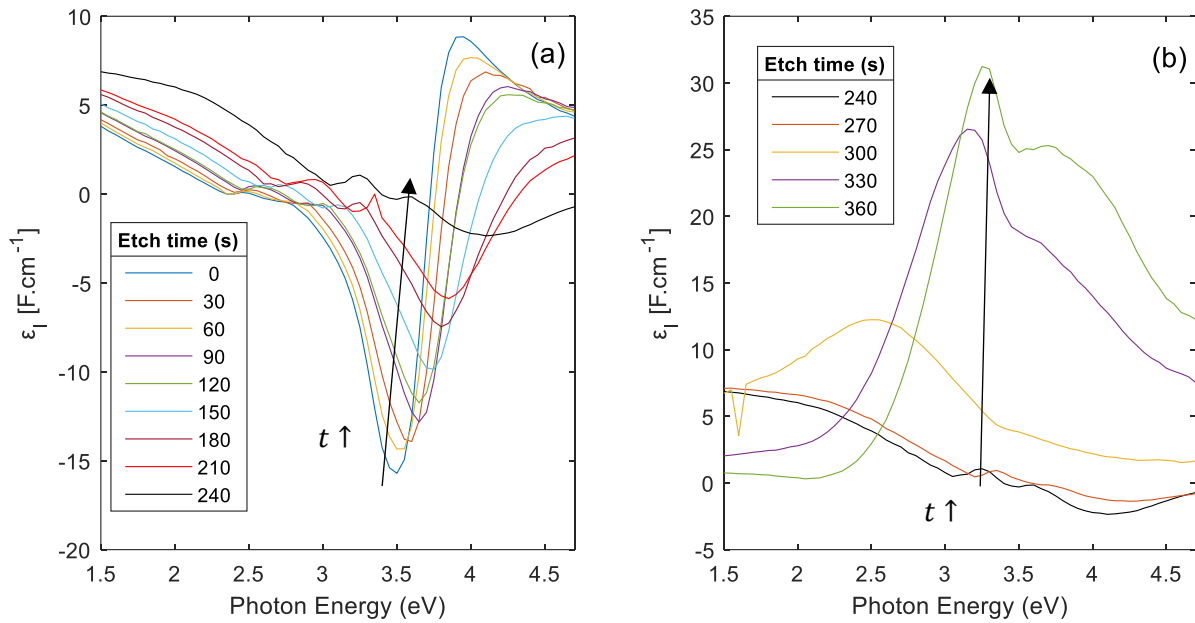 (a)
10
5
0
-5
-10
-15
-20
ε_I [F.cm⁻¹]
Etch time (s)
0
30
60
90
120
150
180
210
240
t ↑
1.5 2 2.5 3 3.5 4 4.5
Photon Energy (eV)
(b)
35
30
25
20
15
10
5
0
-5
ε_I [F.cm⁻¹]
Etch time (s)
240
270
300
330
360
t ↑
1.5 2 2.5 3 3.5 4 4.5
Photon Energy (eV)